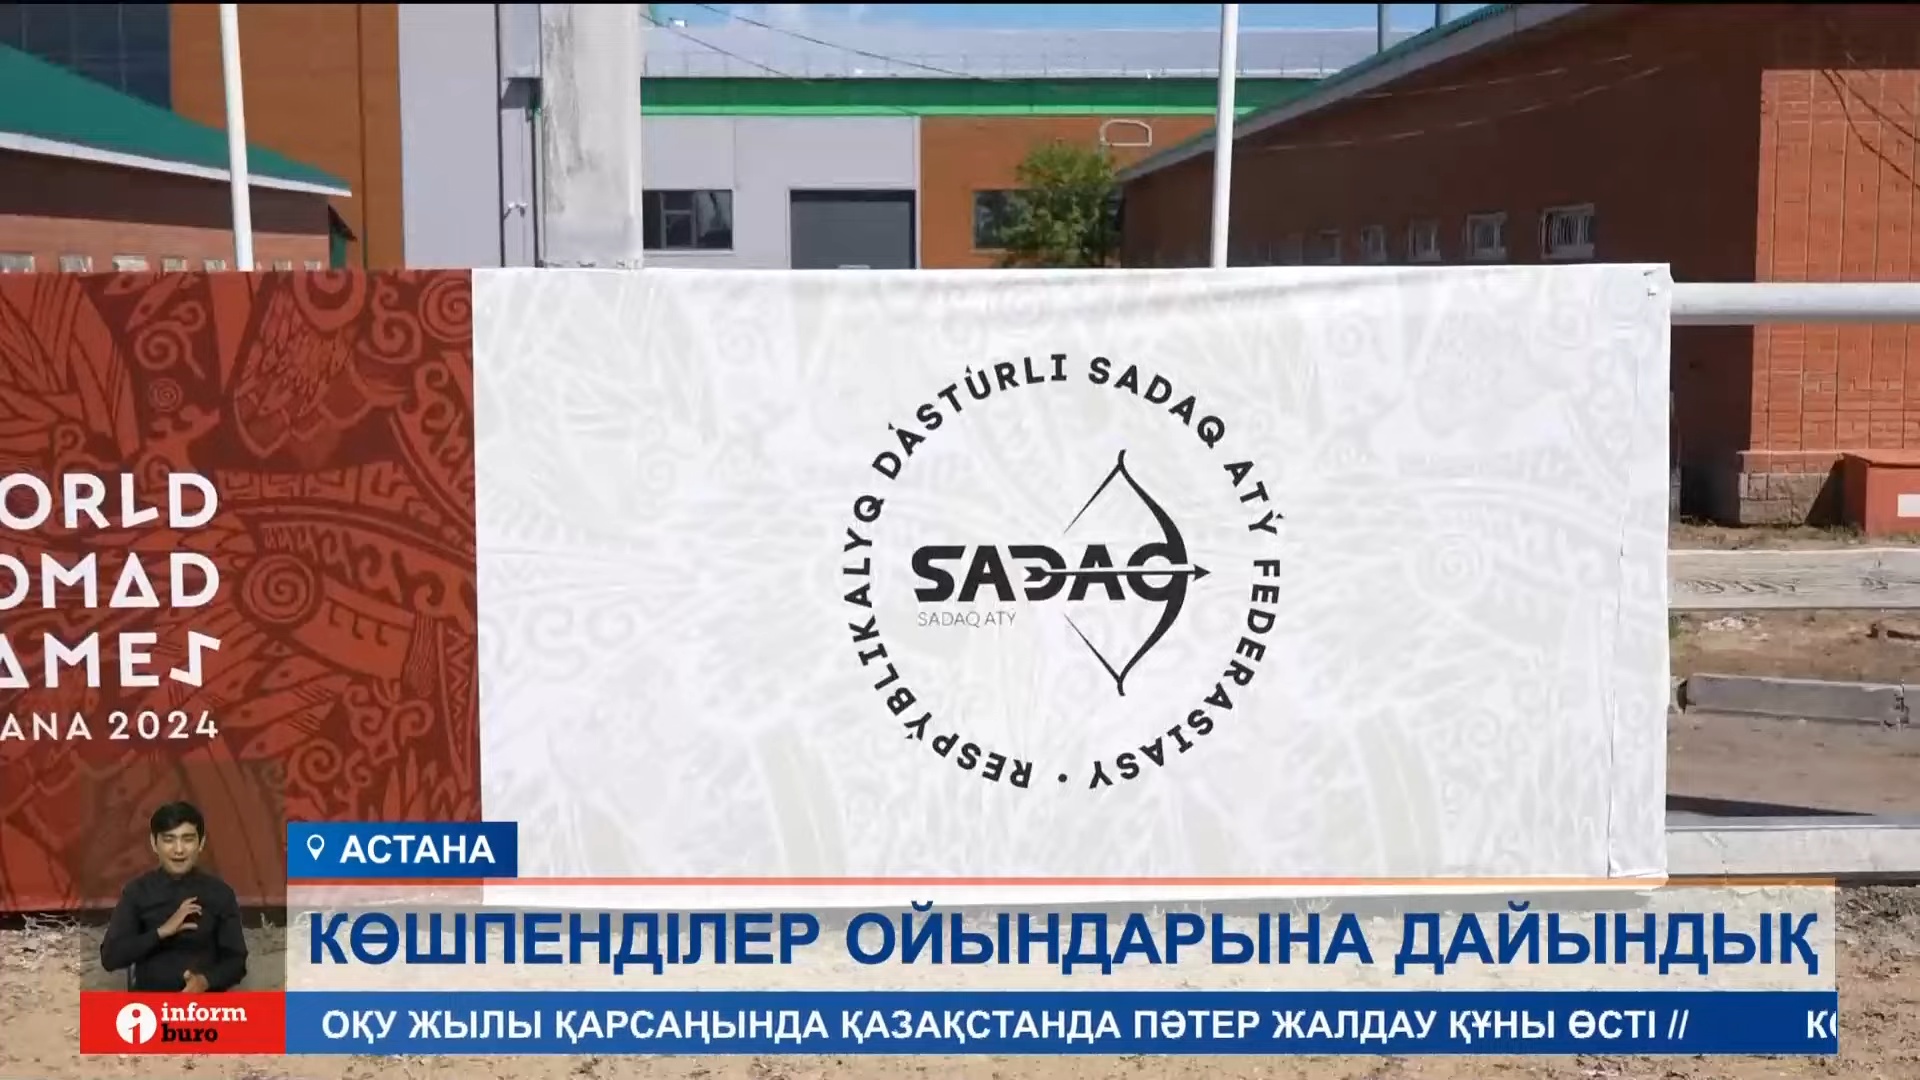 ORLD
OMAD
AMES
ANA 2024
RESPÝBLIKALYQ DÁSTÚRLI SADAQ ATÝ FEDERASIASY •
SADAQ
SADAQ ATÝ
АСТАНА
КӨШПЕНДІЛЕР ОЙЫНДАРЫНА ДАЙЫНДЫҚ
inform
buro
ОҚУ ЖЫЛЫ ҚАРСАҢЫНДА ҚАЗАҚСТАНДА ПӘТЕР ЖАЛДАУ ҚҰНЫ ӨСТІ //